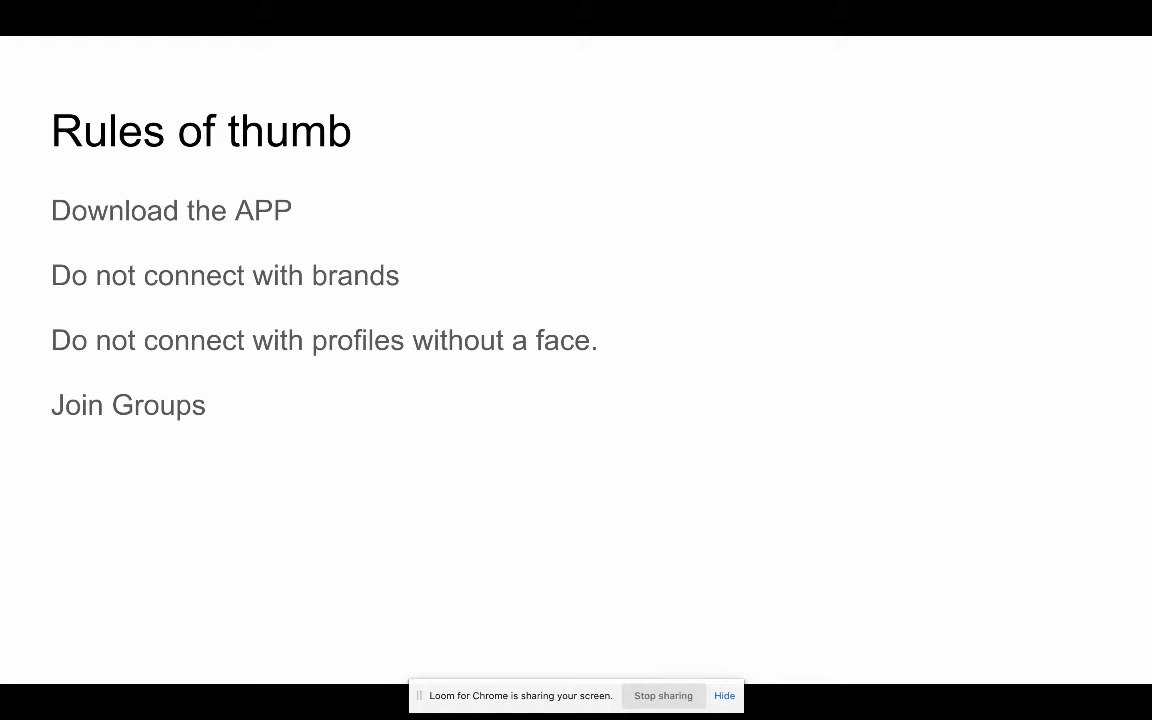 Rules of thumb
Download the APP
Do not connect with brands
Do not connect with profiles without a face.
Join Groups
Loom for Chrome is sharing your screen. Stop sharing Hide